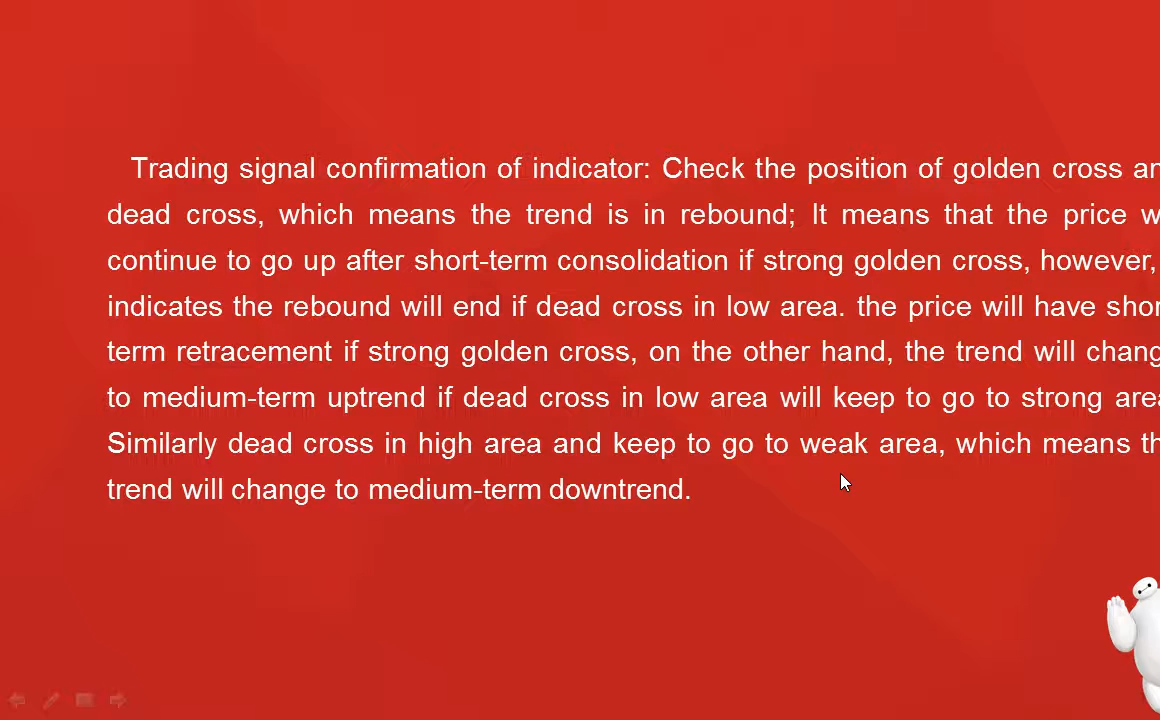 Trading signal confirmation of indicator: Check the position of golden cross an
dead cross, which means the trend is in rebound; It means that the price w
continue to go up after short-term consolidation if strong golden cross, however,
indicates the rebound will end if dead cross in low area. the price will have shor
term retracement if strong golden cross, on the other hand, the trend will chang
to medium-term uptrend if dead cross in low area will keep to go to strong area
Similarly dead cross in high area and keep to go to weak area, which means th
trend will change to medium-term downtrend.